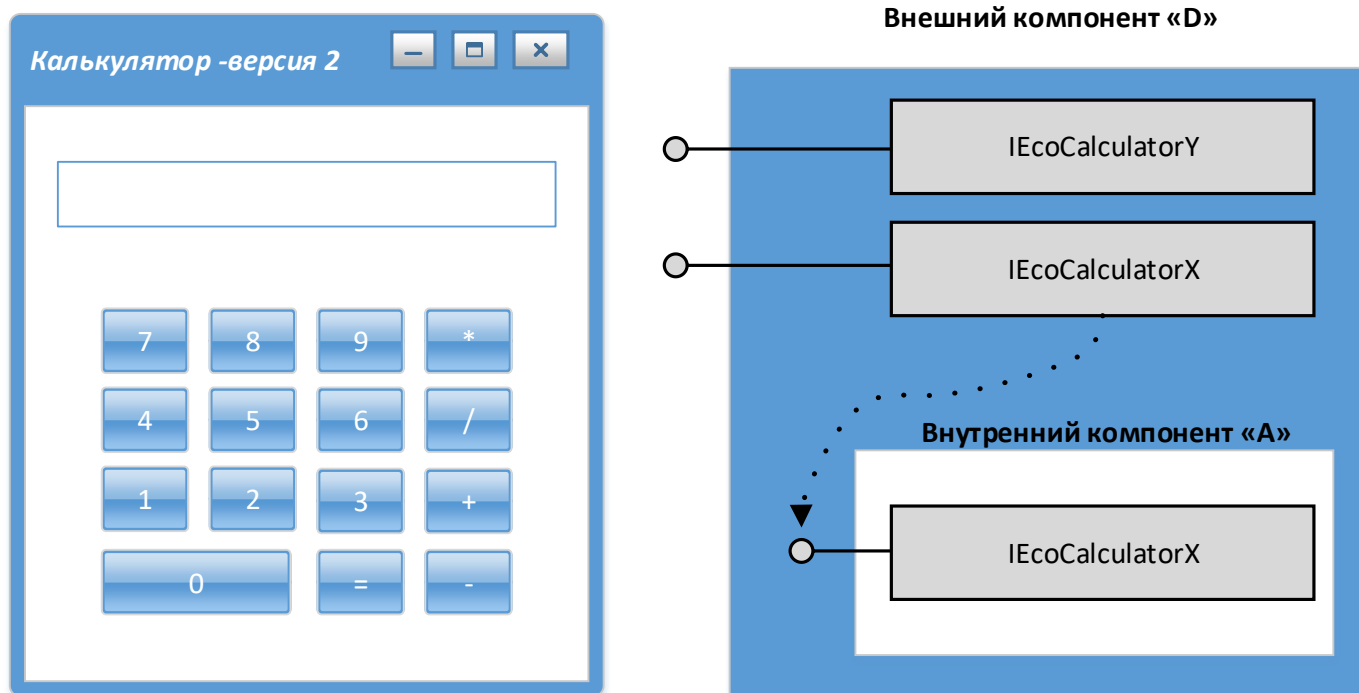 Калькулятор -версия 2
7 8 9 *
4 5 6 /
1 2 3 +
0 = -
Внешний компонент «D»
IEcoCalculatorY
IEcoCalculatorX
Внутренний компонент «A»
IEcoCalculatorX